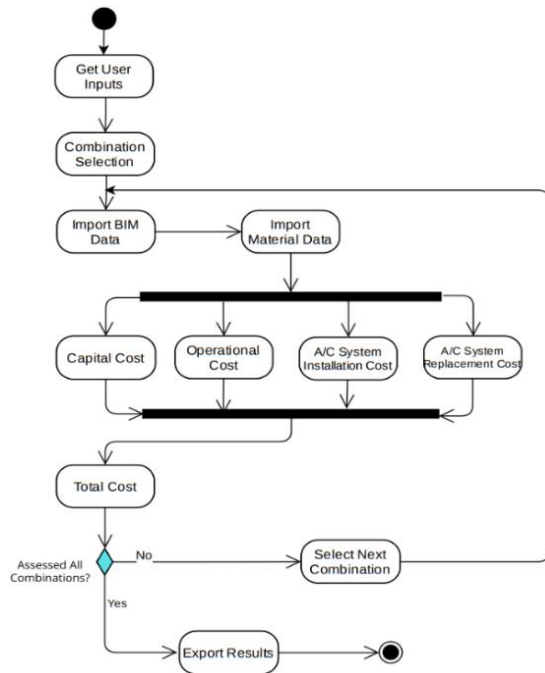 Get User
Inputs
Combination
Selection
Import BIM
Data
Import
Material Data
Capital Cost
Operational
Cost
A/C System
Installation Cost
A/C System
Replacement Cost
Total Cost
Assessed All
Combinations?
No
Select Next
Combination
Yes
Export Results